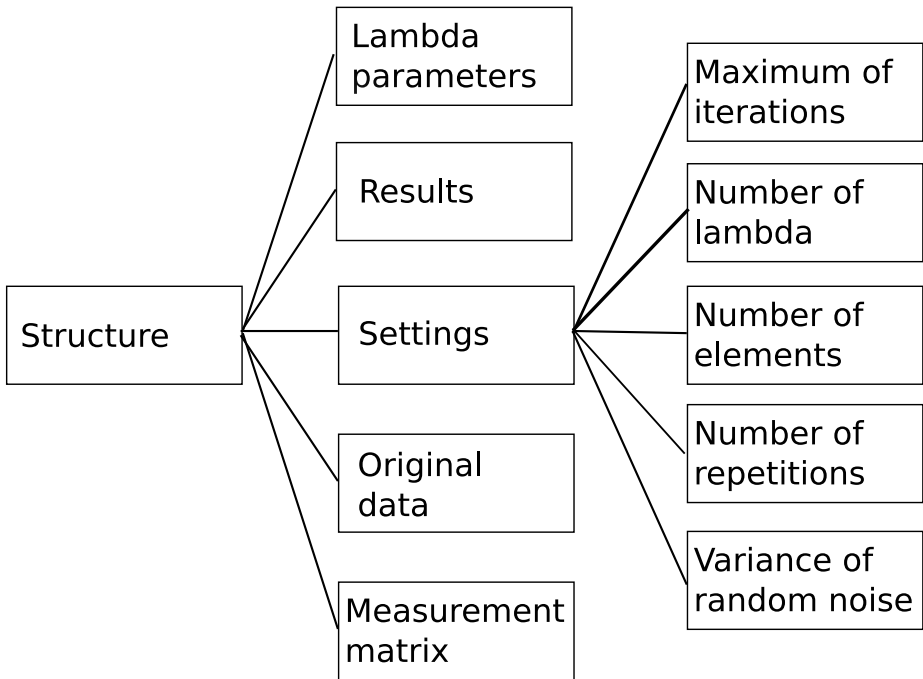 Structure
Lambda
parameters
Results
Settings
Original
data
Measurement
matrix
Maximum of
iterations
Number of
lambda
Number of
elements
Number of
repetitions
Variance of
random noise